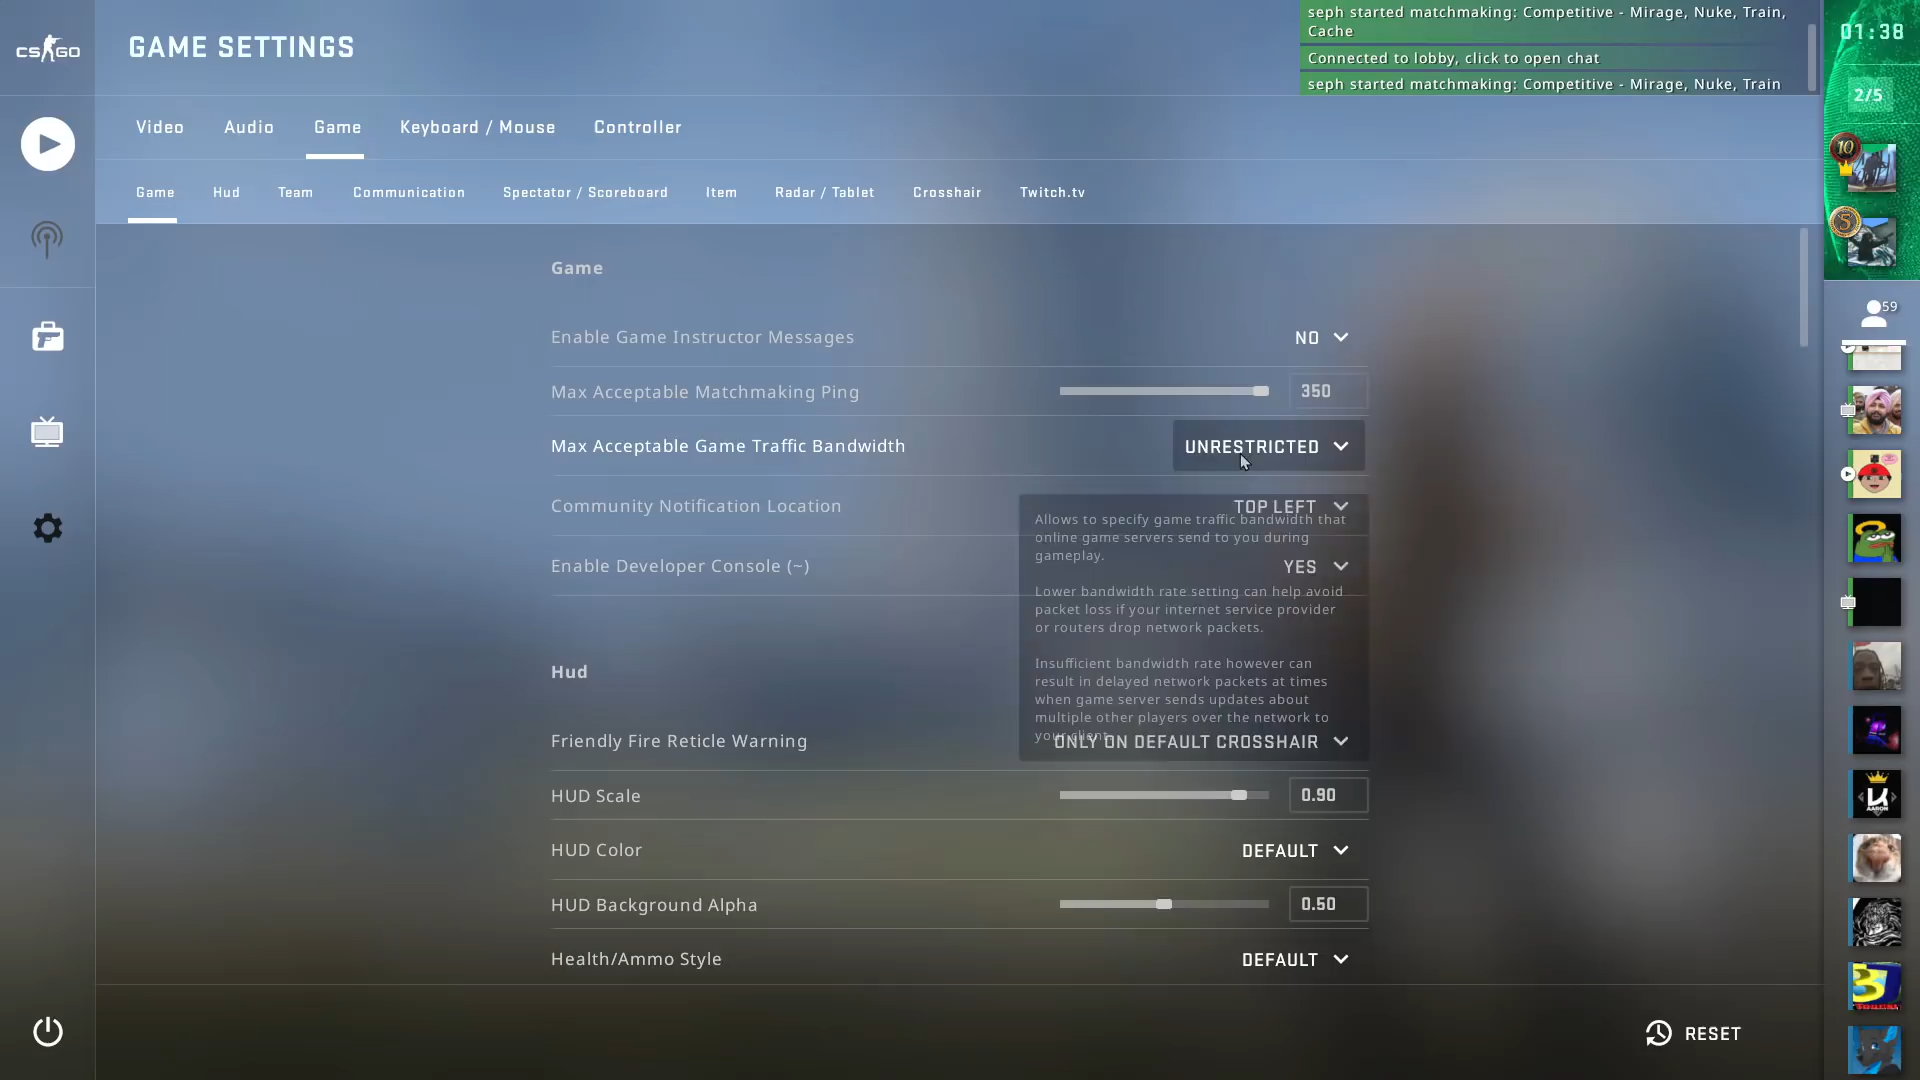 CS GO
GAME SETTINGS
seph started matchmaking: Competitive - Mirage, Nuke, Train,
Cache
Connected to lobby, click to open chat
seph started matchmaking: Competitive - Mirage, Nuke, Train
01:38
2/5
10
5
59
Video
Audio
Game
Keyboard / Mouse
Controller
Game
Hud
Team
Communication
Spectator / Scoreboard
Item
Radar / Tablet
Crosshair
Twitch.tv
Game
Enable Game Instructor Messages
NO
Max Acceptable Matchmaking Ping
350
Max Acceptable Game Traffic Bandwidth
UNRESTRICTED
Community Notification Location
TOP LEFT
Enable Developer Console (~)
YES
Allows to specify game traffic bandwidth that
online game servers send to you during
gameplay.
Lower bandwidth rate setting can help avoid
packet loss if your internet service provider
or routers drop network packets.
Insufficient bandwidth rate however can
result in delayed network packets at times
when game server sends updates about
multiple other players over the network to
your client.
Hud
Friendly Fire Reticle Warning
ONLY ON DEFAULT CROSSHAIR
HUD Scale
0.90
HUD Color
DEFAULT
HUD Background Alpha
0.50
Health/Ammo Style
DEFAULT
RESET
AARON
3